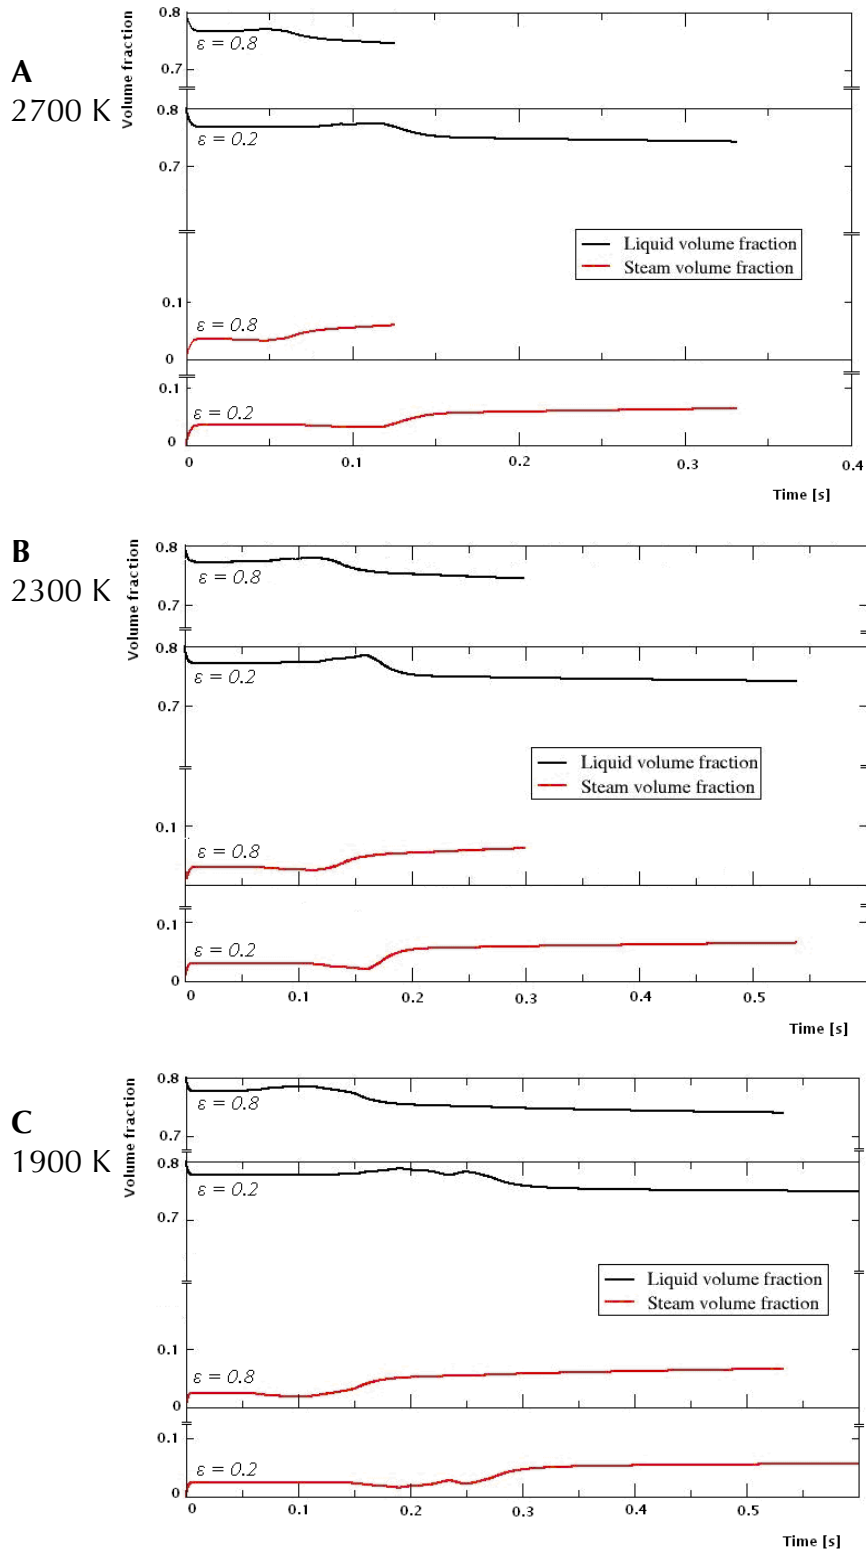 A
2700 K
Volume fraction
0.8
ε = 0.8
0.7
0.8
ε = 0.2
0.7
Liquid volume fraction
Steam volume fraction
0.1
ε = 0.8
0
0.1
ε = 0.2
0
0 0.1 0.2 0.3 0.4
Time [s]
B
2300 K
Volume fraction
0.8
ε = 0.8
0.7
0.8
ε = 0.2
0.7
Liquid volume fraction
Steam volume fraction
0.1
ε = 0.8
0.1
ε = 0.2
0
0 0.1 0.2 0.3 0.4 0.5
Time [s]
C
1900 K
Volume fraction
0.8
ε = 0.8
0.7
0.8
ε = 0.2
0.7
Liquid volume fraction
Steam volume fraction
0.1
ε = 0.8
0
0.1
ε = 0.2
0
0 0.1 0.2 0.3 0.4 0.5
Time [s]